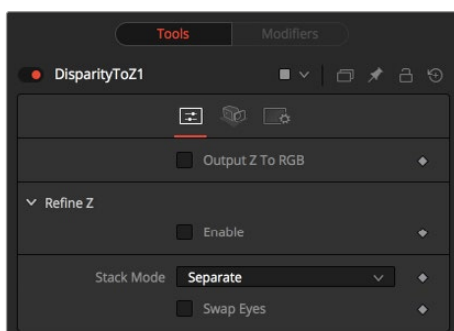 Tools Modifiers
DisparityToZ1
Output Z To RGB
Refine Z
Enable
Stack Mode Separate
Swap Eyes